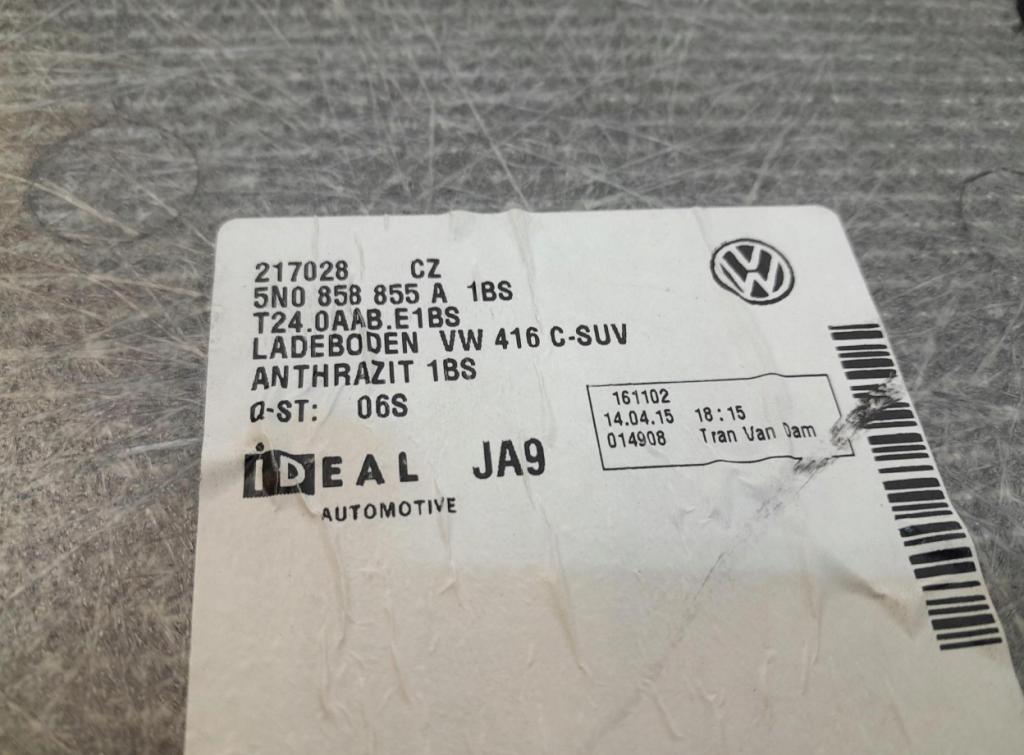 217028 CZ
5N0 858 855 A 1BS
T24.0AAB.E1BS
LADEBODEN VW 416 C-SUV
ANTHRAZIT 1BS
Q-ST: 06S
iDEAL JA9
AUTOMOTIVE
161102
14.04.15 18:15
014908 Tran Van Dam
VW